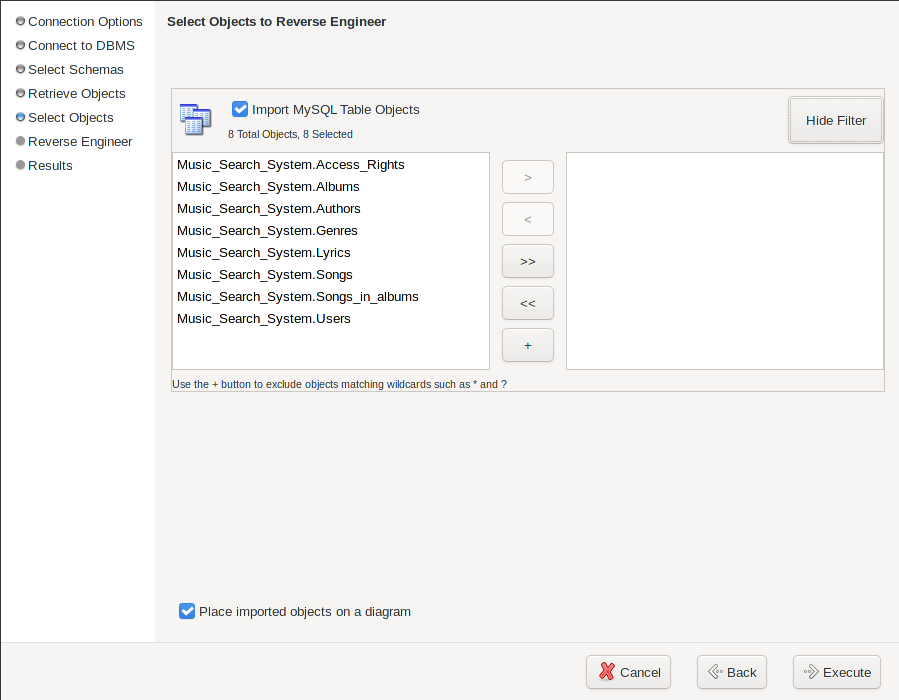 Connection Options
Connect to DBMS
Select Schemas
Retrieve Objects
Select Objects
Reverse Engineer
Results
Select Objects to Reverse Engineer
Import MySQL Table Objects
8 Total Objects, 8 Selected
Hide Filter
Music_Search_System.Access_Rights
Music_Search_System.Albums
Music_Search_System.Authors
Music_Search_System.Genres
Music_Search_System.Lyrics
Music_Search_System.Songs
Music_Search_System.Songs_in_albums
Music_Search_System.Users
>
<
>>
<<
+
Use the + button to exclude objects matching wildcards such as * and ?
Place imported objects on a diagram
Cancel
Back
Execute